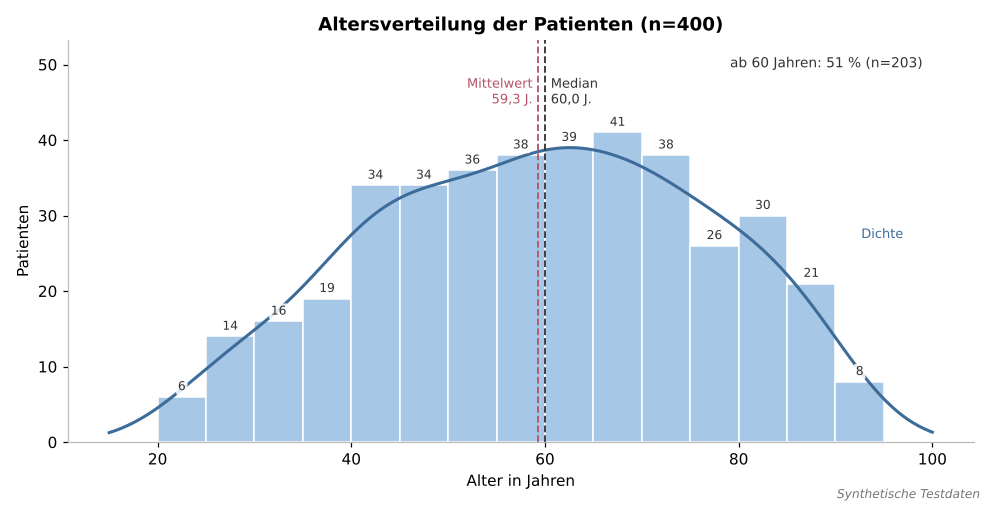 Altersverteilung der Patienten (n=400)
ab 60 Jahren: 51 % (n=203)
Mittelwert
59,3 J.
Median
60,0 J.
Dichte
Patienten
50
40
30
20
10
0
6
14
16
19
34
34
36
38
39
41
38
26
30
21
8
20
40
60
80
100
Alter in Jahren
Synthetische Testdaten